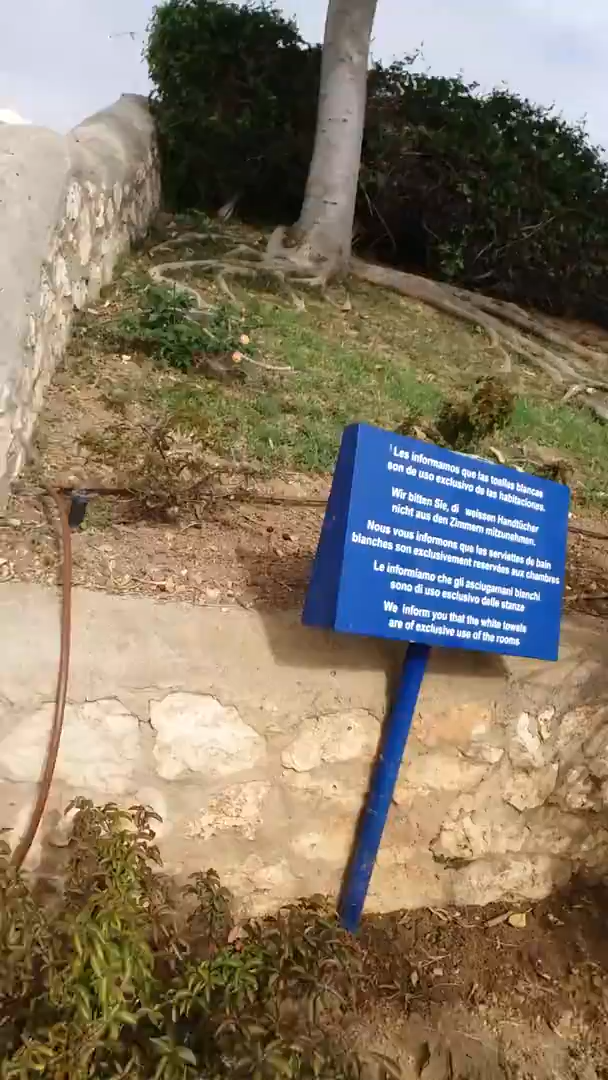 Les informamos que las toallas blancas
son de uso exclusivo de las habitaciones.
Wir bitten Sie, di weissen Handtücher
nicht aus den Zimmern mitzunehmen.
Nous vous informons que les serviettes de bain
blanches son exclusivement reservées aux chambres
Le informiamo che gli asciugamani bianchi
sono di uso esclusivo delle stanze
We inform you that the white towels
are of exclusive use of the rooms